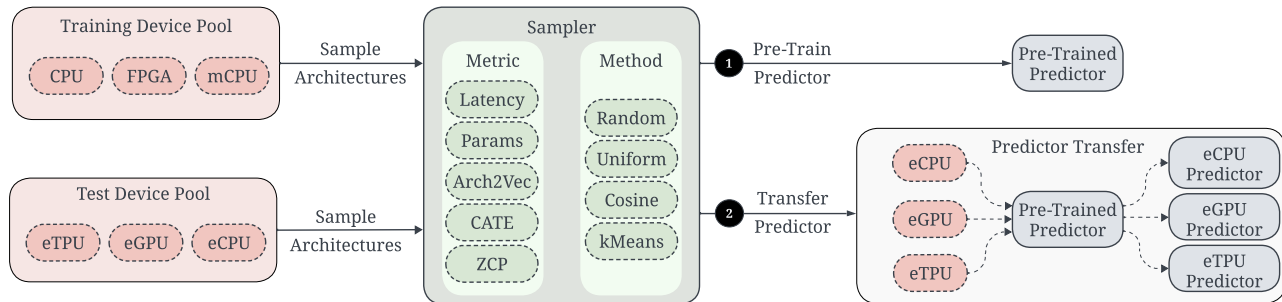 Training Device Pool
CPU
FPGA
mCPU
Sample
Architectures
Test Device Pool
eTPU
eGPU
eCPU
Sample
Architectures
Sampler
Metric
Latency
Params
Arch2Vec
CATE
ZCP
Method
Random
Uniform
Cosine
kMeans
1
Pre-Train
Predictor
Pre-Trained
Predictor
2
Transfer
Predictor
Predictor Transfer
eCPU
eGPU
eTPU
Pre-Trained
Predictor
eCPU
Predictor
eGPU
Predictor
eTPU
Predictor